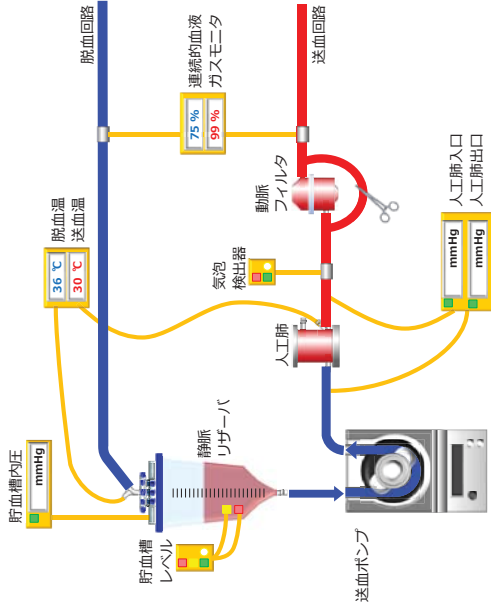 脱血回路
連続的血液
ガスモニタ
75 %
99 %
送血回路
脱血温
送血温
36 ℃
30 ℃
動脈
フィルタ
気泡
検出器
人工肺入口
人工肺出口
mmHg
mmHg
人工肺
貯血槽内圧
mmHg
静脈
リザーバ
貯血槽
レベル
送血ポンプ